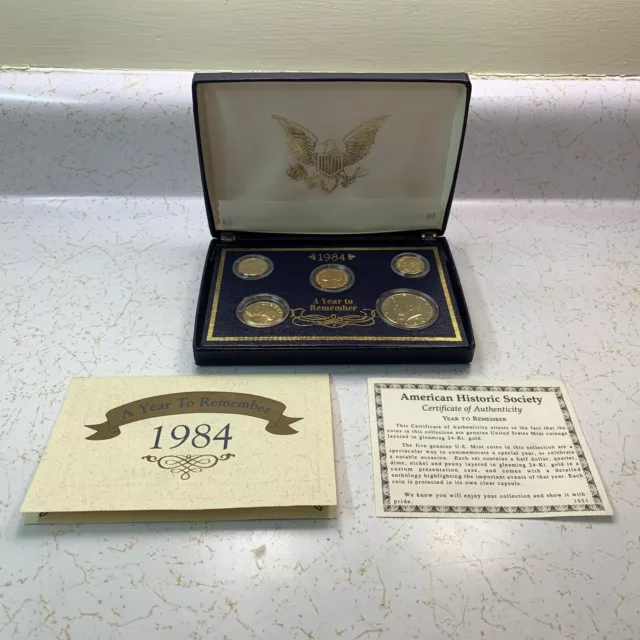 1984
A Year to
Remember
A Year To Remember
1984
American Historic Society
Certificate of Authenticity
YEAR TO REMEMBER
This Certificate of Authenticity attests to the fact that the
coins in this collection are genuine United States Mint coinage
layered in gleaming 24-Kt. gold.
The five genuine U.S. Mint coins in this collection are a
spectacular way to commemorate a special year, or celebrate
a certain occasion. Each set contains a half dollar, quarter,
dime, nickel and penny layered in gleaming 24-Kt. gold in a
rich presentation case, and comes with a detailed
anthology highlighting the important events of that year. Each
coin is protected in its own clear capsule.
We know you will enjoy your collection and show it with
pride.